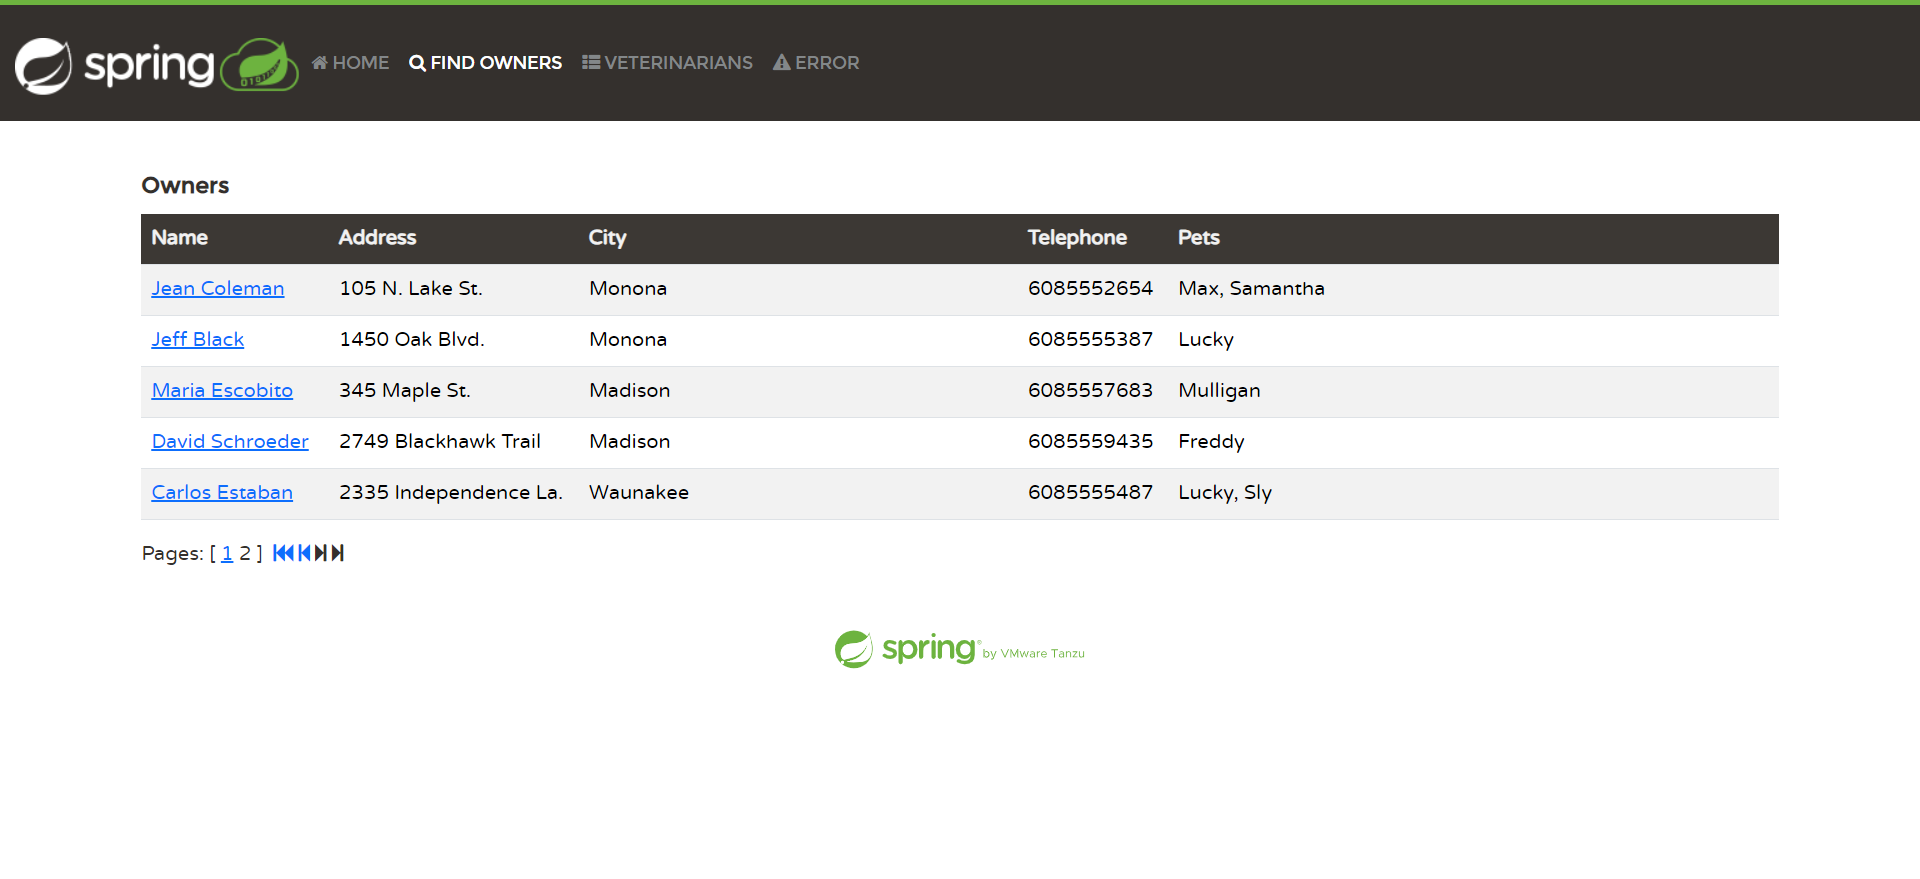 spring HOME FIND OWNERS VETERINARIANS ERROR
Owners
Name Address City Telephone Pets
Jean Coleman 105 N. Lake St. Monona 6085552654 Max, Samantha
Jeff Black 1450 Oak Blvd. Monona 6085555387 Lucky
Maria Escobito 345 Maple St. Madison 6085557683 Mulligan
David Schroeder 2749 Blackhawk Trail Madison 6085559435 Freddy
Carlos Estaban 2335 Independence La. Waunakee 6085555487 Lucky, Sly
Pages: [ 1 2 ]
spring® by VMware Tanzu